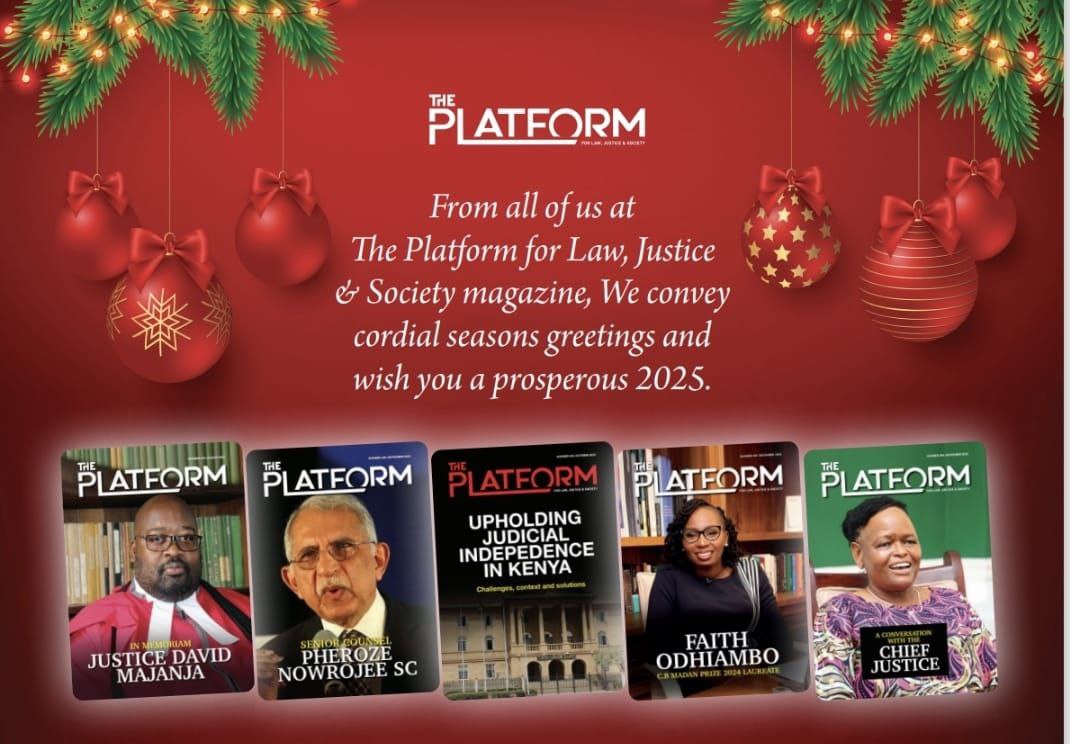 THE
PLATFORM
FOR LAW, JUSTICE & SOCIETY
From all of us at
The Platform for Law, Justice
& Society magazine, We convey
cordial seasons greetings and
wish you a prosperous 2025.
THE
PLATFORM
IN MEMORIAM
JUSTICE DAVID
MAJANJA
THE
PLATFORM
SENIOR COUNSEL
PHEROZE
NOWROJEE SC
THE
PLATFORM
FOR LAW, JUSTICE & SOCIETY
UPHOLDING
JUDICIAL
INDEPEDENCE
IN KENYA
Challenges, context and solutions
THE
PLATFORM
FAITH
ODHIAMBO
C.B MADAN PRIZE 2024 LAUREATE
THE
PLATFORM
FOR LAW, JUSTICE & SOCIETY
A CONVERSATION
WITH THE
CHIEF
JUSTICE